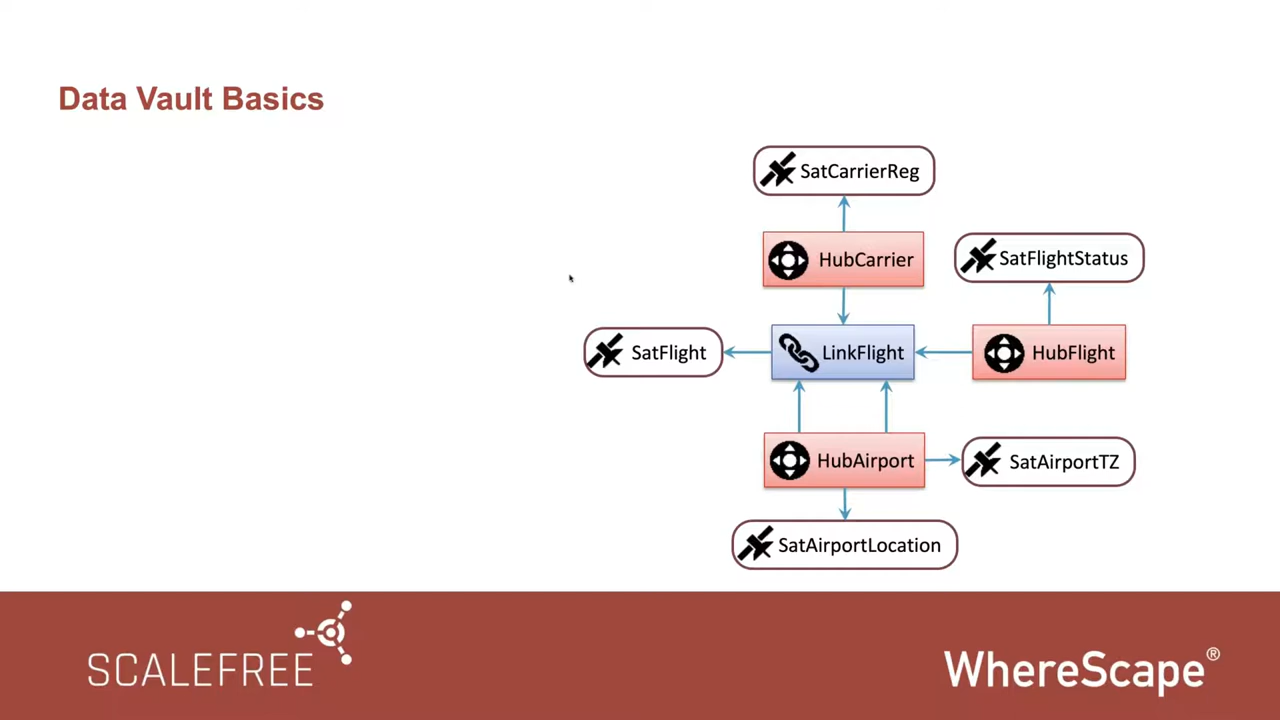 Data Vault Basics
SatCarrierReg
HubCarrier
SatFlightStatus
SatFlight
LinkFlight
HubFlight
HubAirport
SatAirportTZ
SatAirportLocation
SCALEFREE
WhereScape®